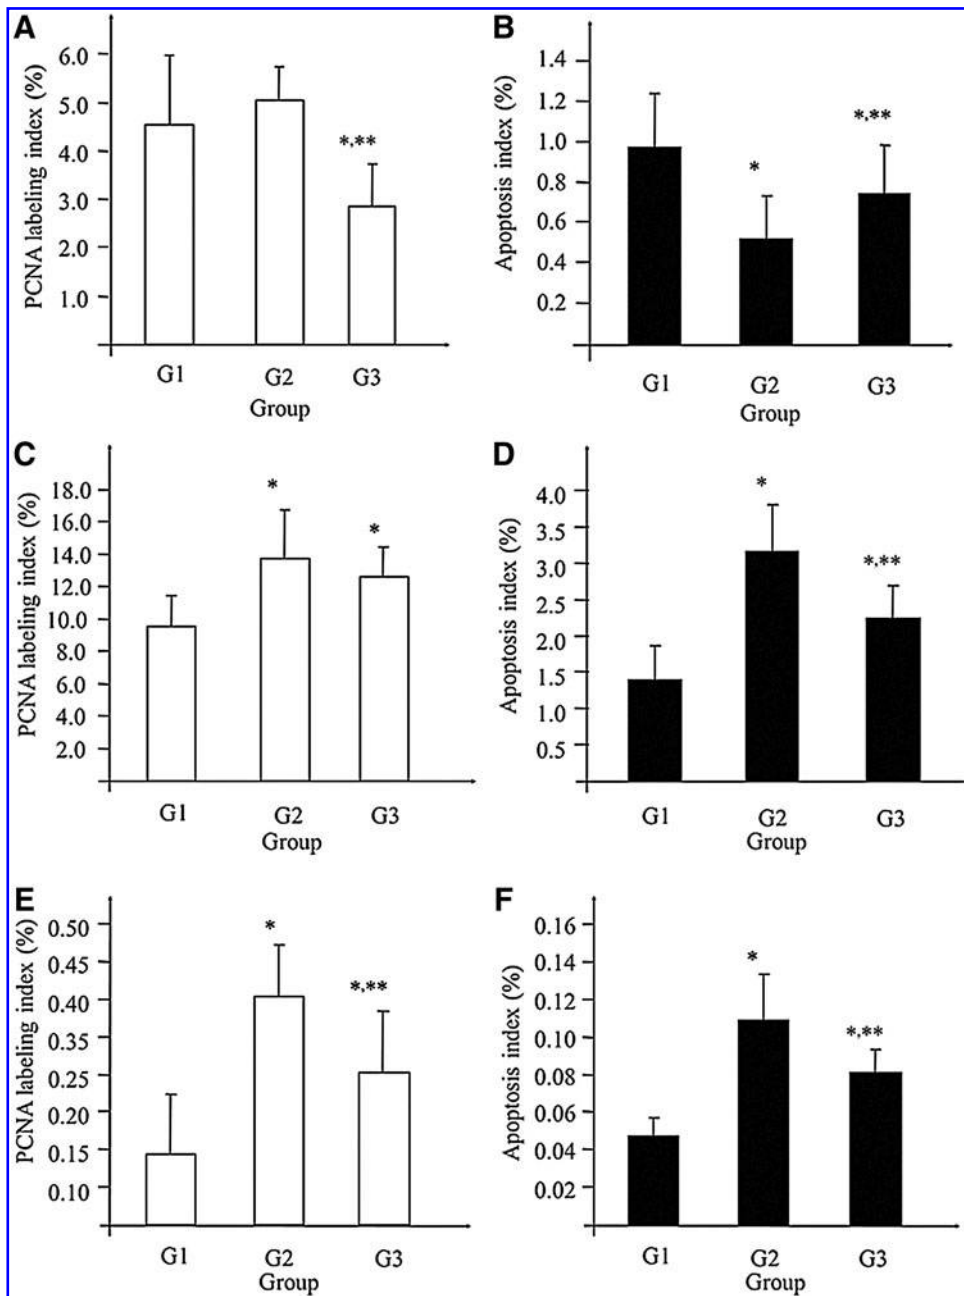 A
PCNA labeling index (%)
6.0
5.0
4.0
3.0
2.0
1.0
*,**
G1
G2
G3
Group
B
Apoptosis index (%)
1.4
1.2
1.0
0.8
0.6
0.4
0.2
*
*,**
G1
G2
G3
Group
C
PCNA labeling index (%)
18.0
16.0
14.0
12.0
10.0
8.0
6.0
4.0
2.0
*
*
G1
G2
G3
Group
D
Apoptosis index (%)
4.0
3.5
3.0
2.5
2.0
1.5
1.0
0.5
*
*,**
G1
G2
G3
Group
E
PCNA labeling index (%)
0.50
0.45
0.40
0.35
0.25
0.15
0.10
*
*,**
G1
G2
G3
Group
F
Apoptosis index (%)
0.16
0.14
0.12
0.10
0.08
0.06
0.04
0.02
*
*,**
G1
G2
G3
Group